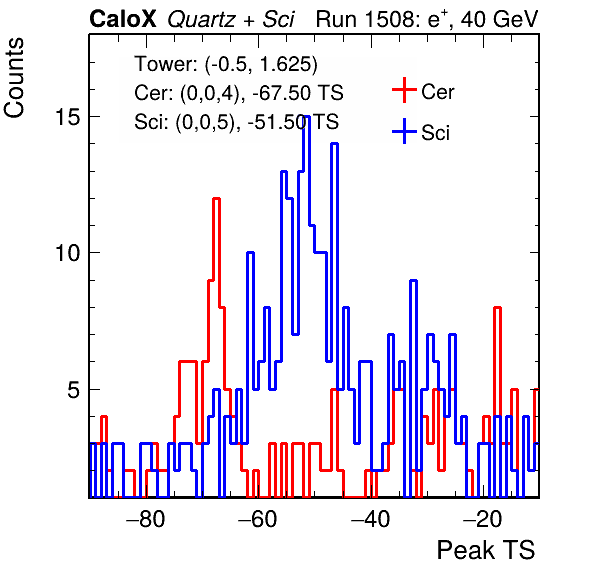 CaloX Quartz + Sci Run 1508: e+, 40 GeV
Counts
Tower: (-0.5, 1.625)
Cer: (0,0,4), -67.50 TS
Sci: (0,0,5), -51.50 TS
Cer
Sci
15
10
5
−80 −60 −40 −20
Peak TS